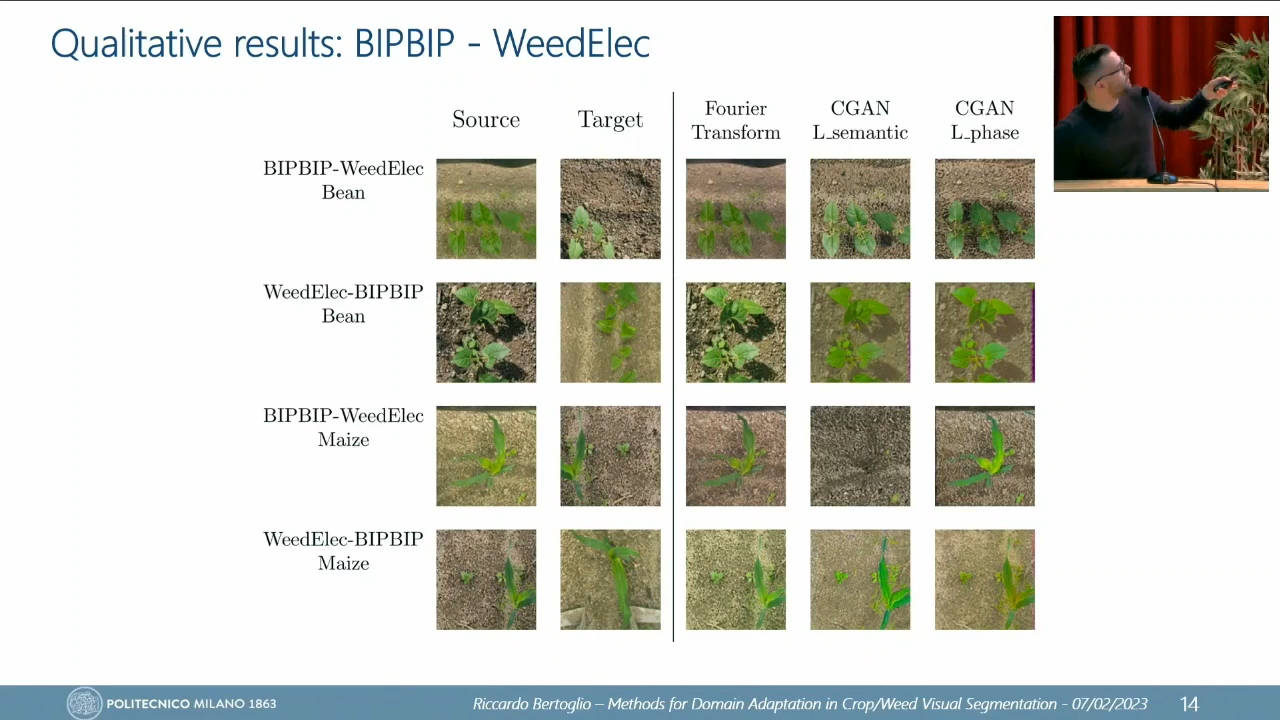 Qualitative results: BIPBIP - WeedElec
Source
Target
Fourier
Transform
CGAN
L_semantic
CGAN
L_phase
BIPBIP-WeedElec
Bean
WeedElec-BIPBIP
Bean
BIPBIP-WeedElec
Maize
WeedElec-BIPBIP
Maize
POLITECNICO MILANO 1863
Riccardo Bertoglio – Methods for Domain Adaptation in Crop/Weed Visual Segmentation - 07/02/2023
14